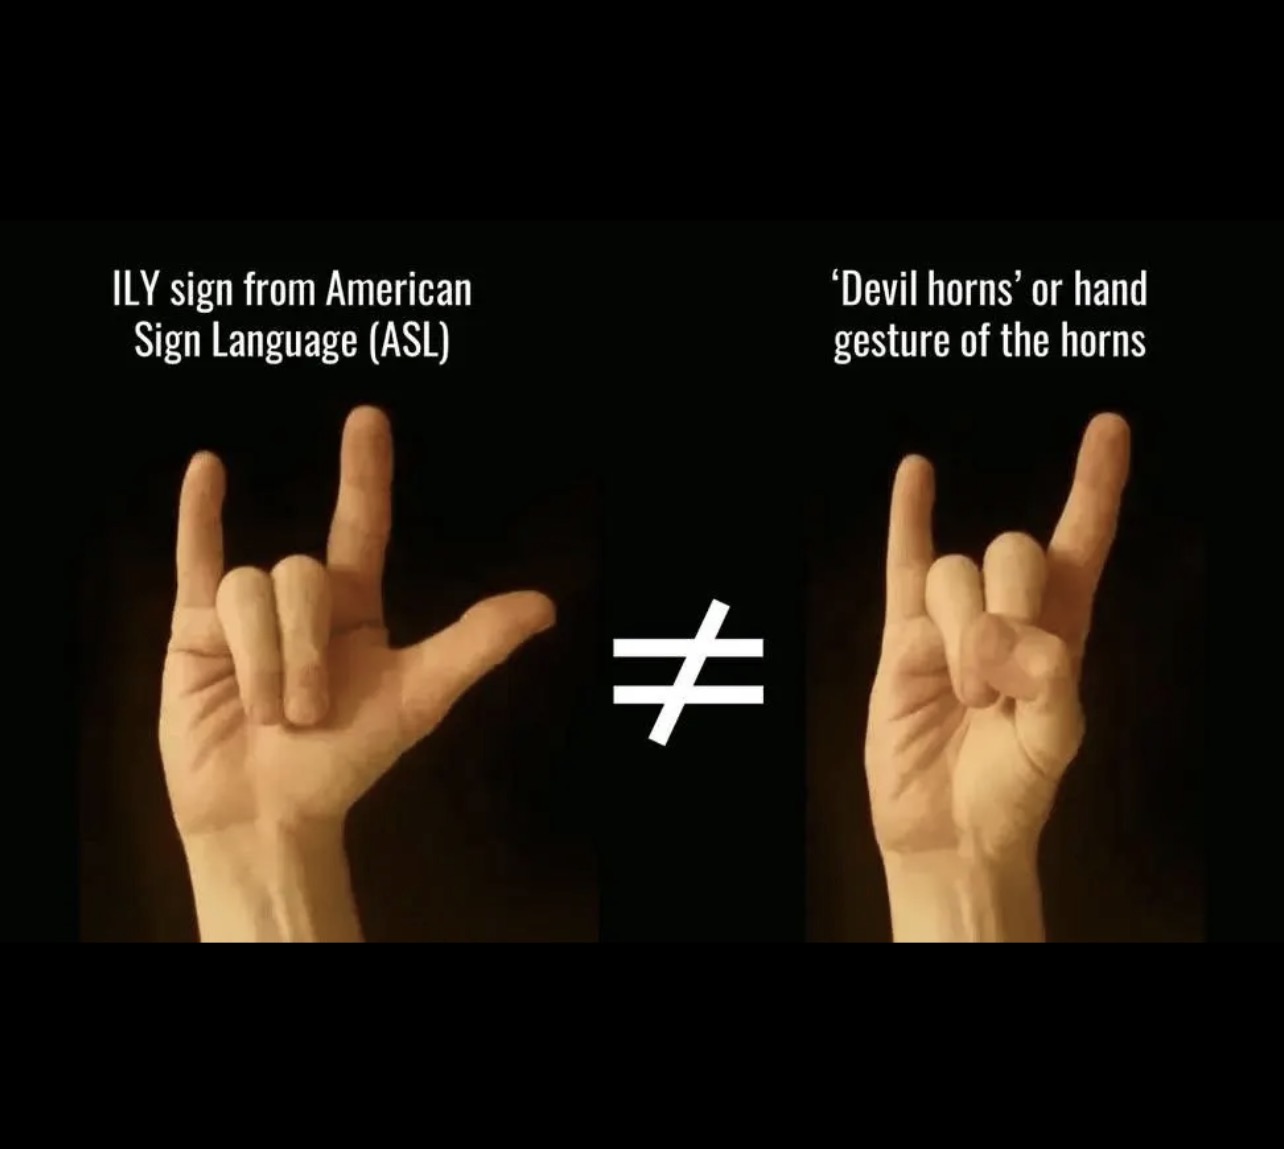 ILY sign from American
Sign Language (ASL)
‘Devil horns’ or hand
gesture of the horns
≠